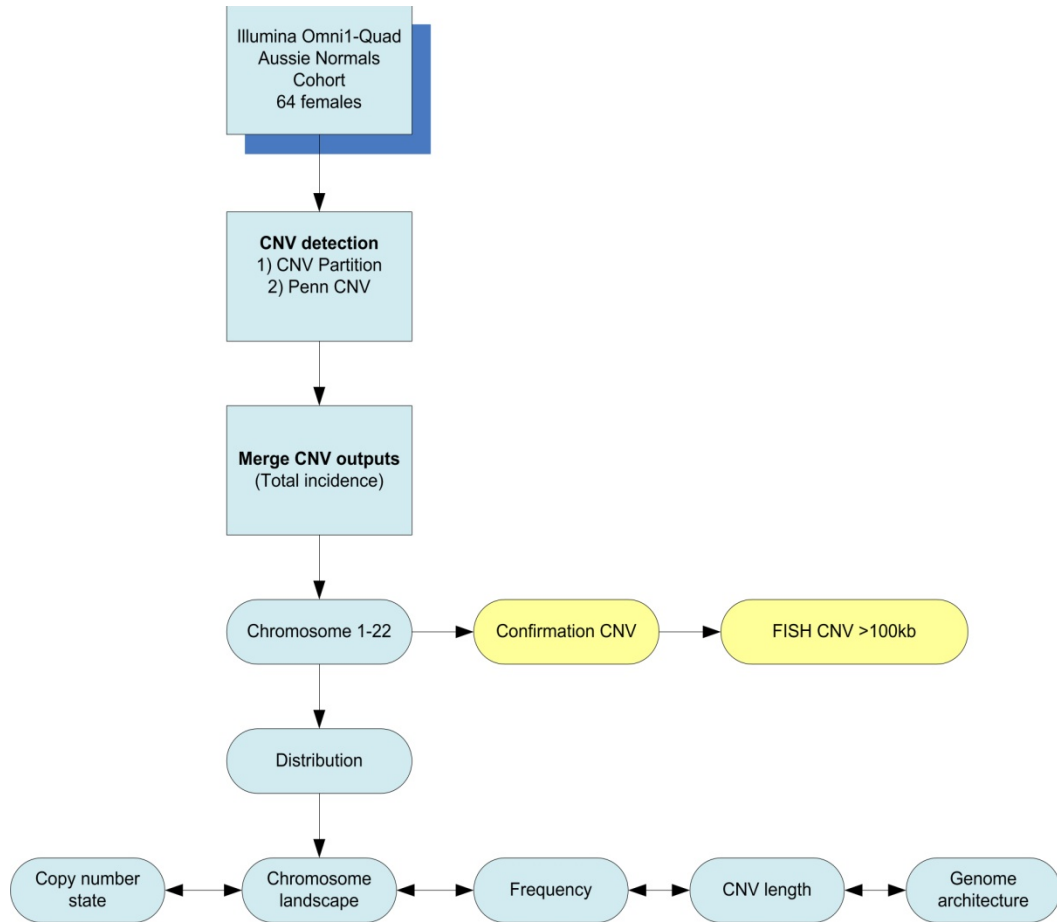 Illumina Omni1-Quad
Aussie Normals
Cohort
64 females
CNV detection
1) CNV Partition
2) Penn CNV
Merge CNV outputs
(Total incidence)
Chromosome 1-22
Confirmation CNV
FISH CNV >100kb
Distribution
Copy number
state
Chromosome
landscape
Frequency
CNV length
Genome
architecture